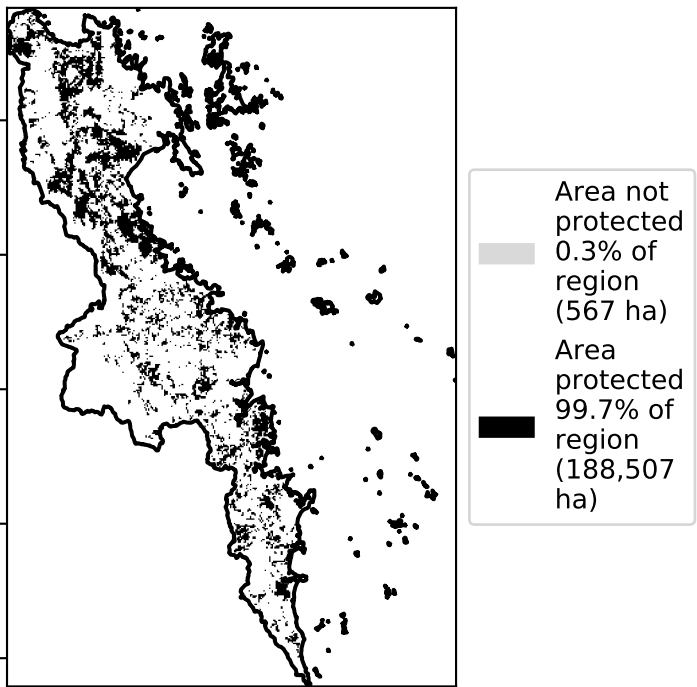 Area not
protected
0.3% of
region
(567 ha)
Area
protected
99.7% of
region
(188,507
ha)